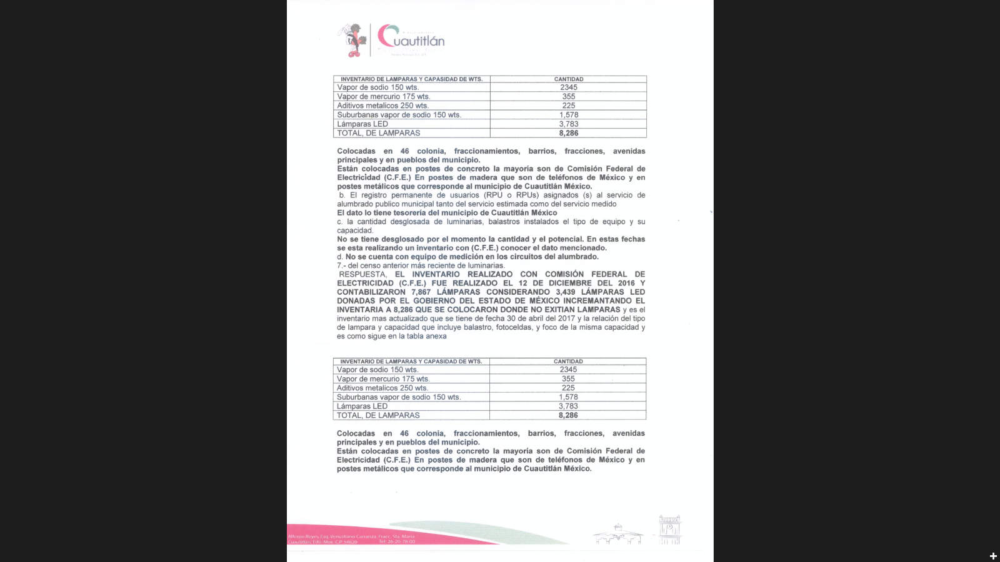 Cuautitlán
INVENTARIO DE LAMPARAS Y CAPASIDAD DE WTS. CANTIDAD
Vapor de sodio 150 wts. 2345
Vapor de mercurio 175 wts. 355
Aditivos metalicos 250 wts. 225
Suburbanas vapor de sodio 150 wts. 1,578
Lámparas LED 3,783
TOTAL, DE LAMPARAS 8,286
Colocadas en 46 colonia, fraccionamientos, barrios, fracciones, avenidas
principales y en pueblos del municipio.
Están colocadas en postes de concreto la mayoría son de Comisión Federal de
Electricidad (C.F.E.) En postes de madera que son de teléfonos de México y en
postes metálicos que corresponde al municipio de Cuautitlán México.
b. El registro permanente de usuarios (RPU o RPUs) asignados (s) al servicio de
alumbrado publico municipal tanto del servicio estimada como del servicio medido
El dato lo tiene tesorería del municipio de Cuautitlán México
c. la cantidad desglosada de luminarias, balastros instalados el tipo de equipo y su
capacidad.
No se tiene desglosado por el momento la cantidad y el potencial. En estas fechas
se esta realizando un inventario con (C.F.E.) conocer el dato mencionado.
d. No se cuenta con equipo de medición en los circuitos del alumbrado.
7.- del censo anterior más reciente de luminarias.
RESPUESTA, EL INVENTARIO REALIZADO CON COMISIÓN FEDERAL DE
ELECTRICIDAD (C.F.E.) FUE REALIZADO EL 12 DE DICIEMBRE DEL 2016 Y
CONTABILIZARON 7,867 LÁMPARAS CONSIDERANDO 3,439 LÁMPARAS LED
DONADAS POR EL GOBIERNO DEL ESTADO DE MÉXICO INCREMANTANDO EL
INVENTARIA A 8,286 QUE SE COLOCARON DONDE NO EXITIAN LAMPARAS y es el
inventario mas actualizado que se tiene de fecha 30 de abril del 2017 y la relación del tipo
de lampara y capacidad que incluye balastro, fotoceldas, y foco de la misma capacidad y
es como sigue en la tabla anexa
INVENTARIO DE LAMPARAS Y CAPASIDAD DE WTS. CANTIDAD
Vapor de sodio 150 wts. 2345
Vapor de mercurio 175 wts. 355
Aditivos metalicos 250 wts. 225
Suburbanas vapor de sodio 150 wts. 1,578
Lámparas LED 3,783
TOTAL, DE LAMPARAS 8,286
Colocadas en 46 colonia, fraccionamientos, barrios, fracciones, avenidas
principales y en pueblos del municipio.
Están colocadas en postes de concreto la mayoría son de Comisión Federal de
Electricidad (C.F.E.) En postes de madera que son de teléfonos de México y en
postes metálicos que corresponde al municipio de Cuautitlán México.
Alfonso Reyes, Esq. Venustiano Carranza, Fracc. Sta. María
Cuautitlán, Edo. Mex. C.P 54820 Tel: 26-20-78-00